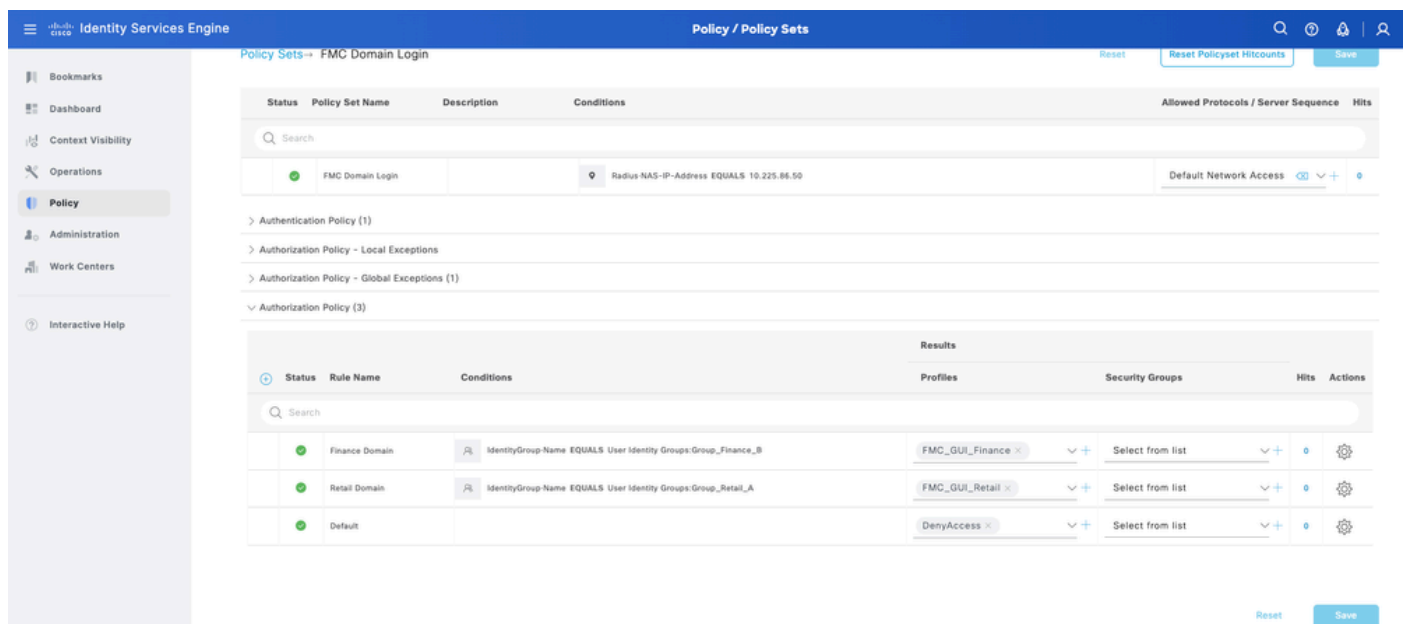 cisco Identity Services Engine
Policy / Policy Sets
Policy Sets→ FMC Domain Login
Reset
Reset Policyset Hitcounts
Save
Bookmarks
Dashboard
Context Visibility
Operations
Policy
Administration
Work Centers
Interactive Help
Status Policy Set Name Description Conditions Allowed Protocols / Server Sequence Hits
Search
FMC Domain Login Radius-NAS-IP-Address EQUALS 10.225.86.50 Default Network Access 0
Authentication Policy (1)
Authorization Policy - Local Exceptions
Authorization Policy - Global Exceptions (1)
Authorization Policy (3)
Results
Status Rule Name Conditions Profiles Security Groups Hits Actions
Search
Finance Domain IdentityGroup-Name EQUALS User Identity Groups:Group_Finance_B FMC_GUI_Finance Select from list 0
Retail Domain IdentityGroup-Name EQUALS User Identity Groups:Group_Retail_A FMC_GUI_Retail Select from list 0
Default DenyAccess Select from list 0
Reset
Save